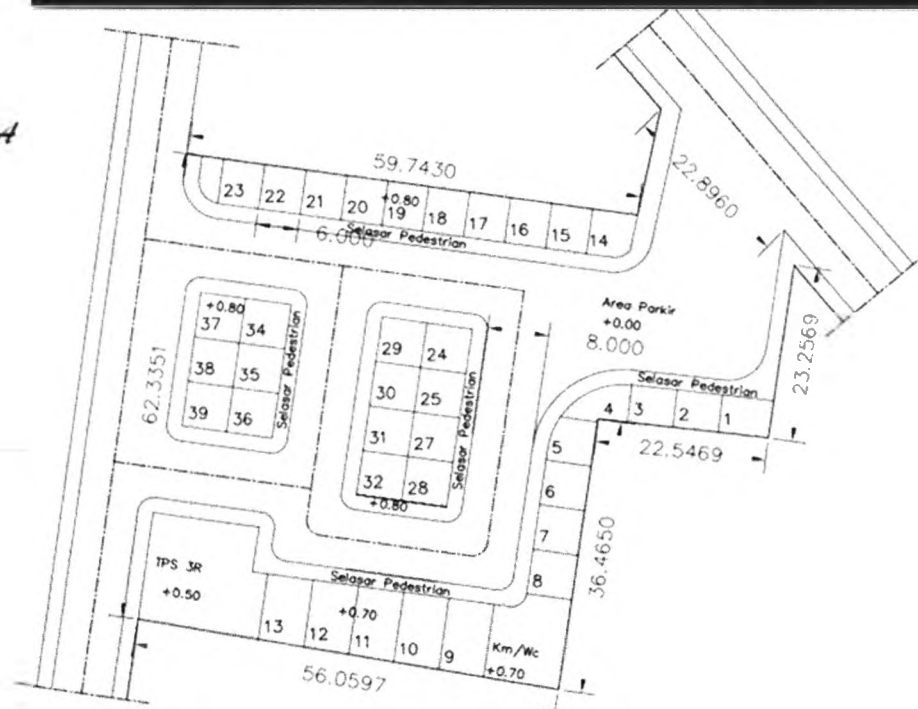 59.7430
23 22 21 20 +0.80 19 18 17 16 15 14
6.000 Selasar Pedestrian
22.8960
Area Parkir
+0.00
8.000
23.2569
62.3351
+0.80
37 34
38 35
39 36
Selasar Pedestrian
29 24
30 25
31 27
32 28
+0.80
Selasar Pedestrian
Selasar Pedestrian
4 3 2 1
22.5469
5
6
7
8
36.4650
TPS 3R
+0.50
Selasar Pedestrian
+0.70
13 12 11 10 9
Km/Wc
+0.70
56.0597